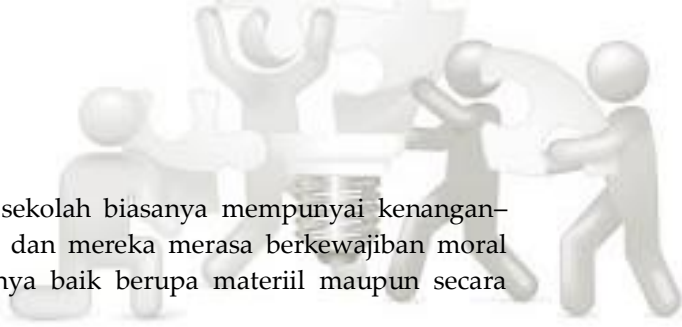 sekolah biasanya mempunyai kenangan–
dan mereka merasa berkewajiban moral
nya baik berupa materiil maupun secara